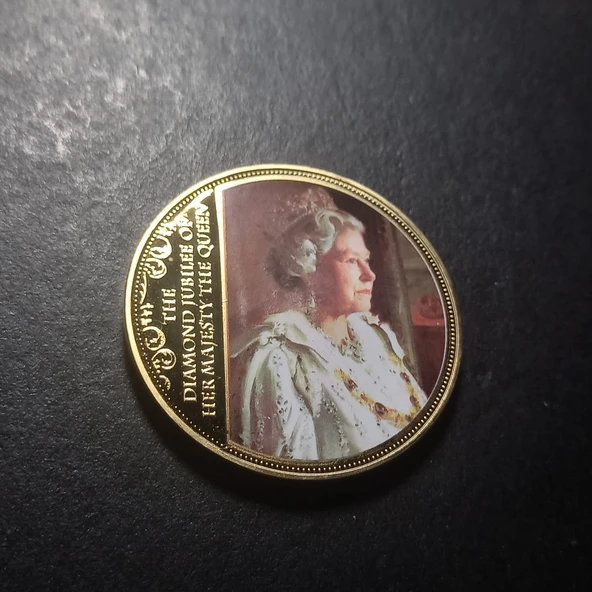 THE
DIAMOND JUBILEE OF
HER MAJESTY THE QUEEN